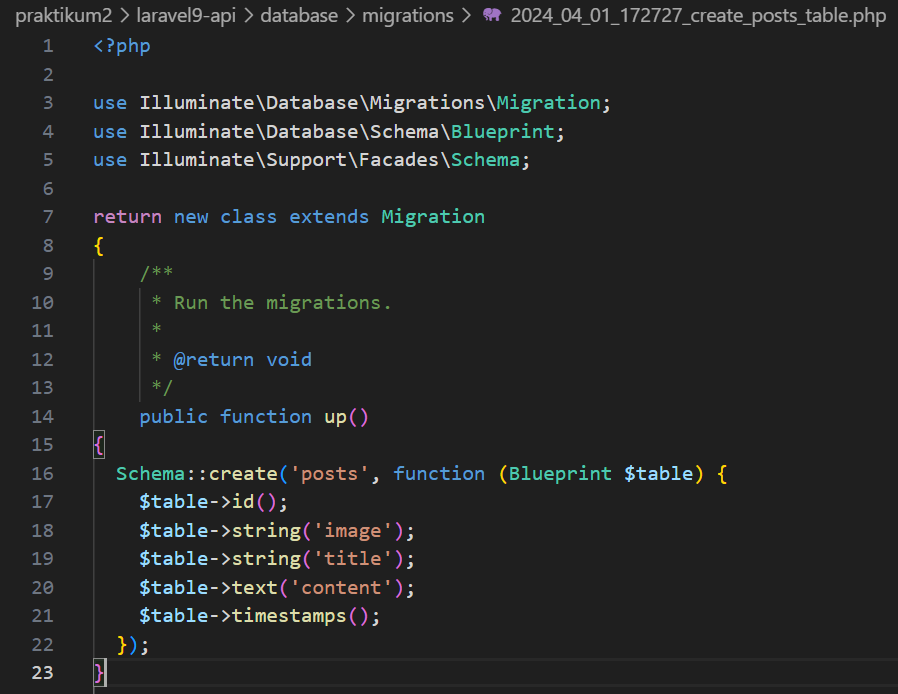 praktikum2 > laravel9-api > database > migrations > 2024_04_01_172727_create_posts_table.php
1 <?php
2
3 use Illuminate\Database\Migrations\Migration;
4 use Illuminate\Database\Schema\Blueprint;
5 use Illuminate\Support\Facades\Schema;
6
7 return new class extends Migration
8 {
9     /**
10      * Run the migrations.
11      *
12      * @return void
13      */
14     public function up()
15 {
16   Schema::create('posts', function (Blueprint $table) {
17     $table->id();
18     $table->string('image');
19     $table->string('title');
20     $table->text('content');
21     $table->timestamps();
22   });
23 }